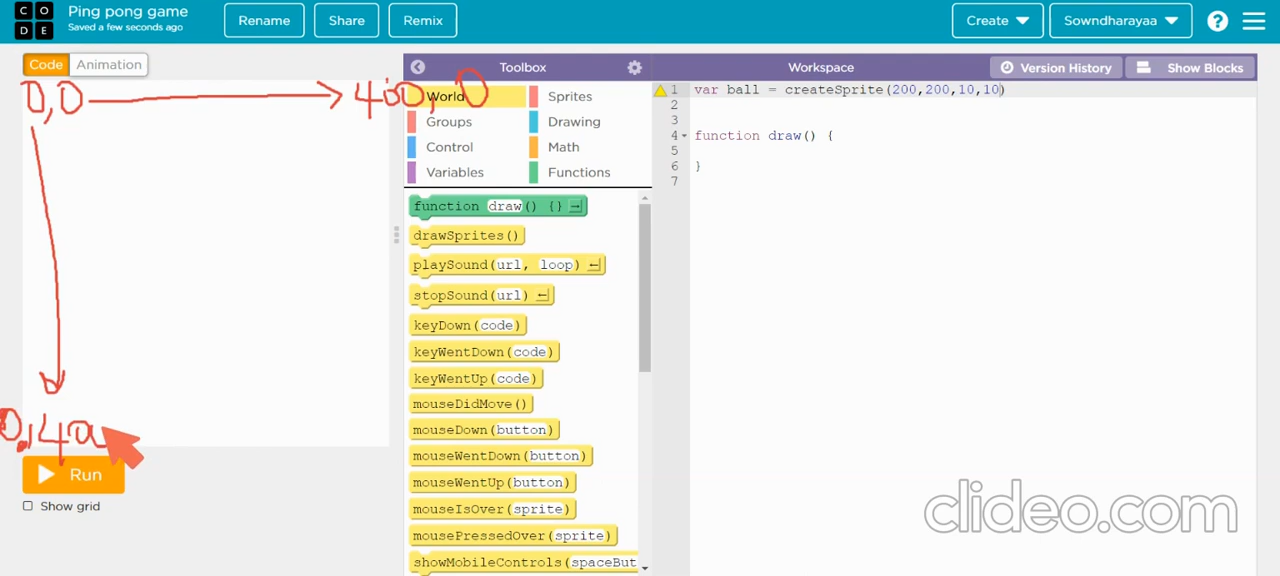 CO
DE
Ping pong game
Saved a few seconds ago
Rename
Share
Remix
Create
Sowndharayaa
?
Code
Animation
Toolbox
Workspace
Version History
Show Blocks
0,0
400,0
World
Sprites
Groups
Drawing
Control
Math
Variables
Functions
function draw() {}
drawSprites()
playSound(url, loop)
stopSound(url)
keyDown(code)
keyWentDown(code)
keyWentUp(code)
mouseDidMove()
mouseDown(button)
mouseWentDown(button)
mouseWentUp(button)
mouseIsOver(sprite)
mousePressedOver(sprite)
showMobileControls(spaceBut
1 var ball = createSprite(200,200,10,10)
2
3
4 function draw() {
5
6 }
7
Run
Show grid
clideo.com